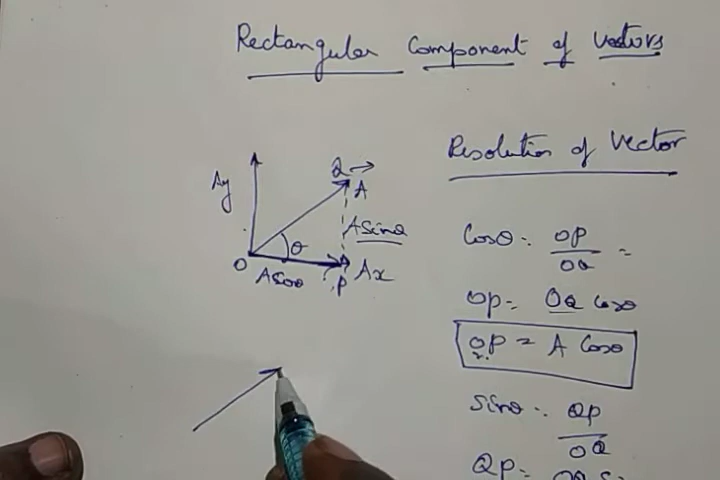 Rectangular Component of Vectors
Resolution of Vector
Q
A
Ay
θ
A Sinθ
O
A Cosθ
P
Ax
Cosθ = OP / OQ =
OP = OQ Cosθ
OP = A Cosθ
Sinθ = QP / OQ
QP =